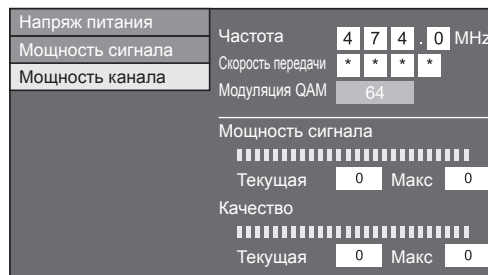 Напряж питания
Мощность сигнала
Мощность канала
Частота 4 7 4 . 0 MHz
Скорость передачи * * * *
Модуляция QAM 64
Мощность сигнала
Текущая 0 Макс 0
Качество
Текущая 0 Макс 0